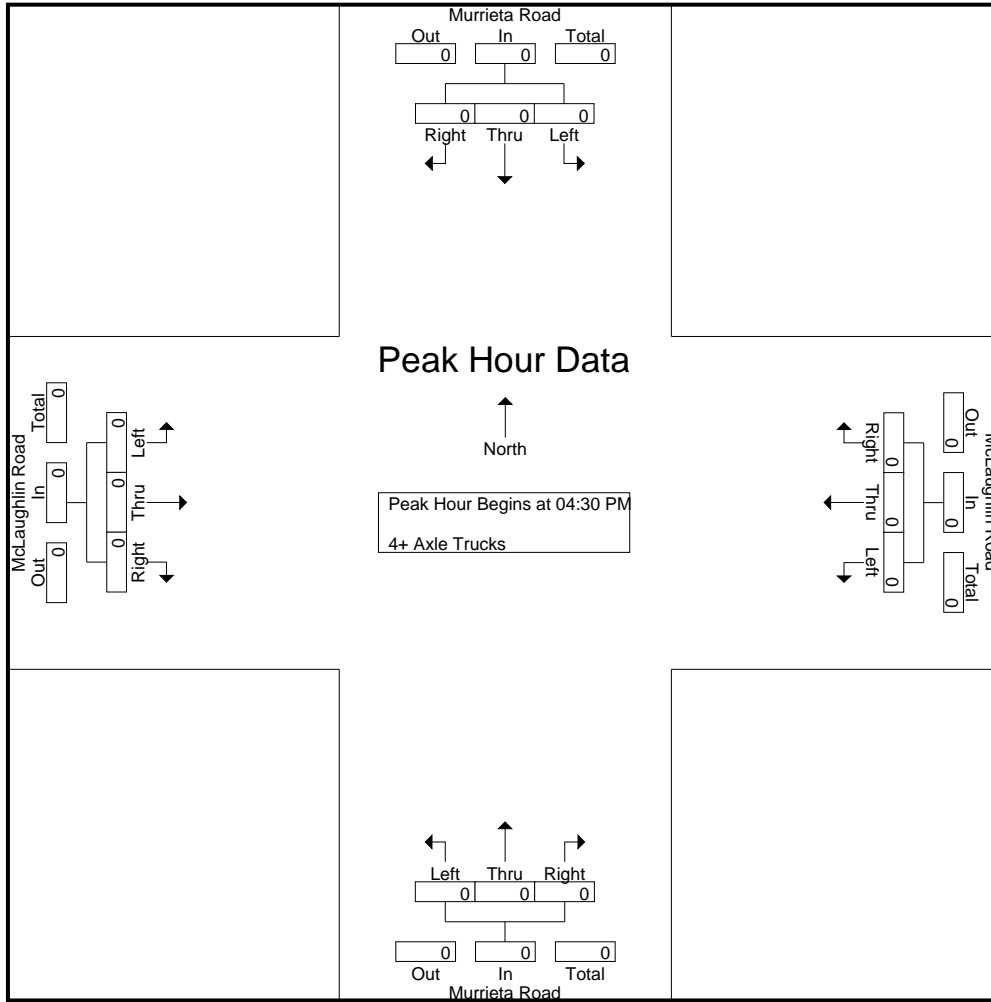 Murrieta Road
Out In Total
0 0 0
0 0 0
Right Thru Left
Peak Hour Data
North
Peak Hour Begins at 04:30 PM
4+ Axle Trucks
McLaughlin Road
Total In Out
0 0 0
0 0 0
Left Thru Right
McLaughlin Road
Out In Total
0 0 0
0 0 0
Right Thru Left
Left Thru Right
0 0 0
0 0 0
Out In Total
Murrieta Road